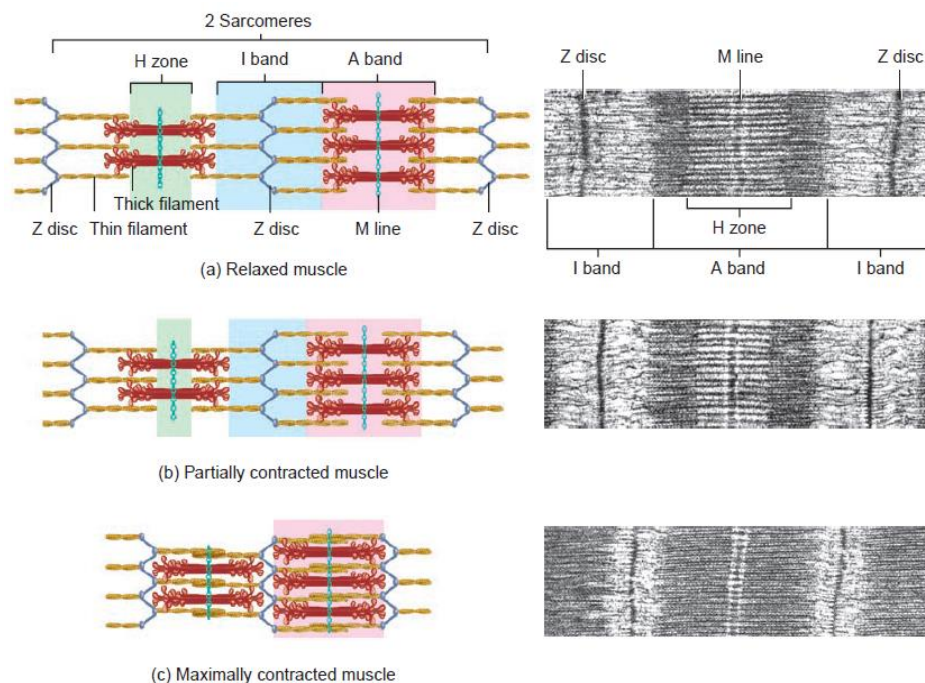 2 Sarcomeres
H zone I band A band
Z disc M line Z disc
Thick filament
Z disc Thin filament Z disc M line Z disc
H zone
I band A band I band
(a) Relaxed muscle
(b) Partially contracted muscle
(c) Maximally contracted muscle